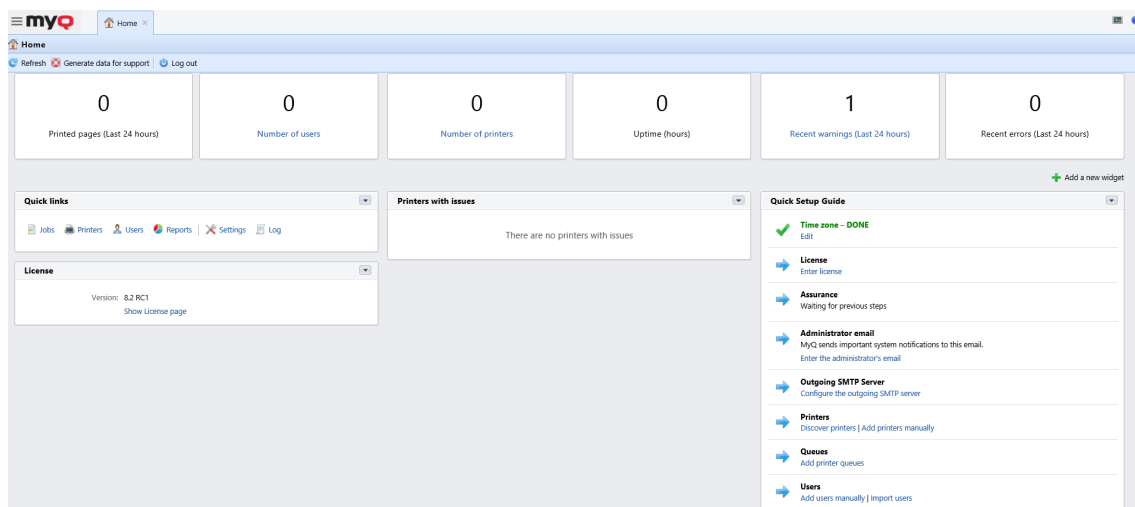 myQ
Home
Home
Refresh Generate data for support Log out
0
Printed pages (Last 24 hours)
0
Number of users
0
Number of printers
0
Uptime (hours)
1
Recent warnings (Last 24 hours)
0
Recent errors (Last 24 hours)
Add a new widget
Quick links
Jobs Printers Users Reports Settings Log
License
Version: 8.2 RC1
Show License page
Printers with issues
There are no printers with issues
Quick Setup Guide
Time zone – DONE
Edit
License
Enter license
Assurance
Waiting for previous steps
Administrator email
MyQ sends important system notifications to this email.
Enter the administrator's email
Outgoing SMTP Server
Configure the outgoing SMTP server
Printers
Discover printers | Add printers manually
Queues
Add printer queues
Users
Add users manually | Import users